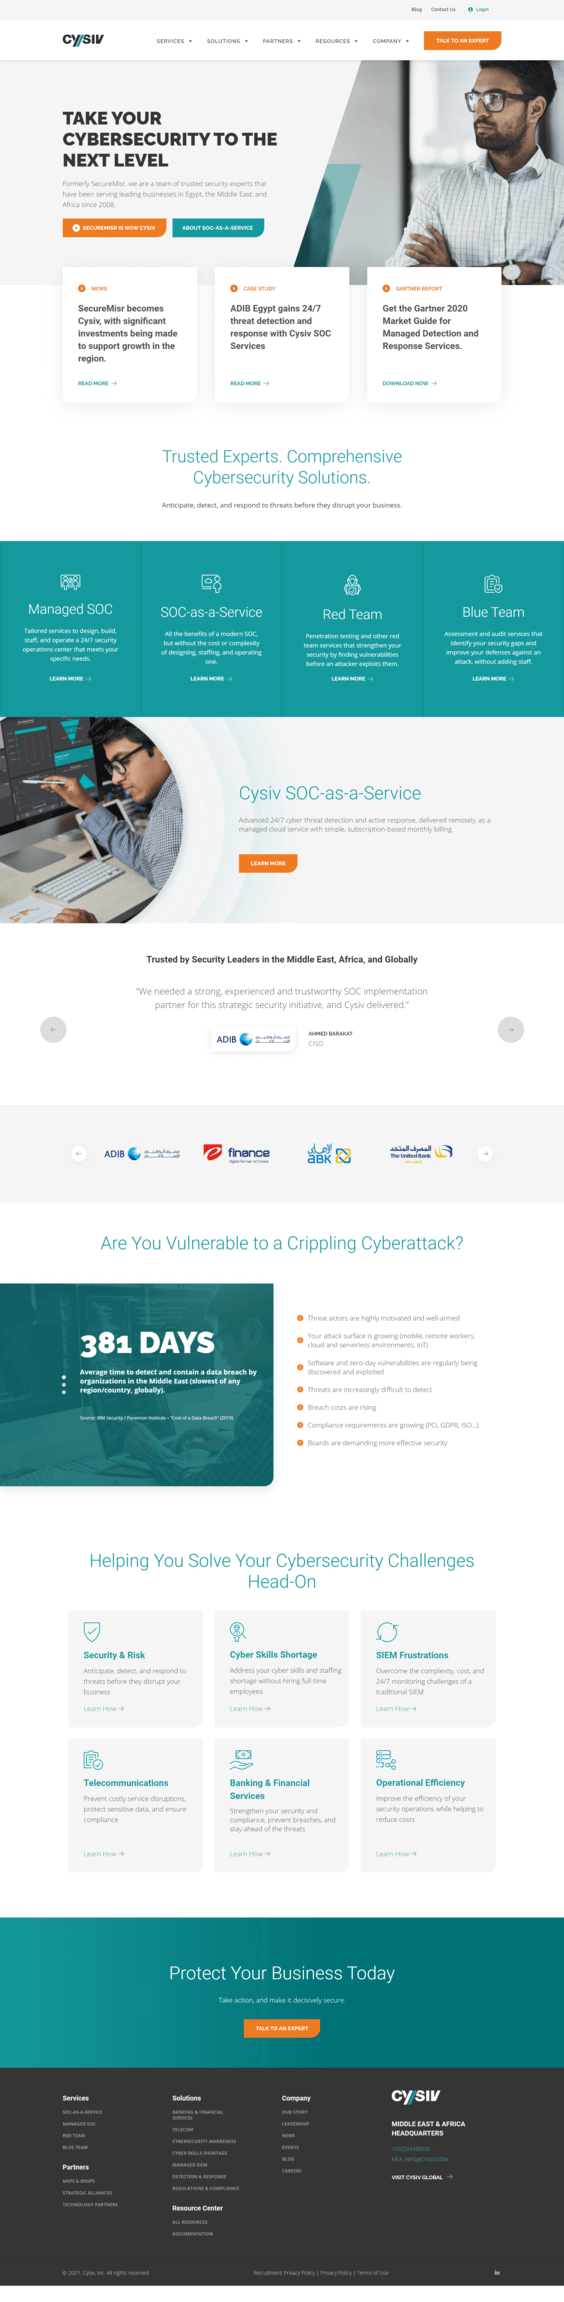 Blog Contact Us Login
CYSIV
SERVICES SOLUTIONS PARTNERS RESOURCES COMPANY TALK TO AN EXPERT
TAKE YOUR
CYBERSECURITY TO THE
NEXT LEVEL
Formerly SecureMisr, we are a team of trusted security experts that
have been serving leading businesses in Egypt, the Middle East, and
Africa since 2008.
SECUREMISR IS NOW CYSIV ABOUT SOC-AS-A-SERVICE
NEWS
SecureMisr becomes
Cysiv, with significant
investments being made
to support growth in the
region.
READ MORE
CASE STUDY
ADIB Egypt gains 24/7
threat detection and
response with Cysiv SOC
Services
READ MORE
GARTNER REPORT
Get the Gartner 2020
Market Guide for
Managed Detection and
Response Services.
DOWNLOAD NOW
Trusted Experts. Comprehensive
Cybersecurity Solutions.
Anticipate, detect, and respond to threats before they disrupt your business.
Managed SOC
Tailored services to design, build,
staff, and operate a 24/7 security
operations center that meets your
specific needs.
LEARN MORE
SOC-as-a-Service
All the benefits of a modern SOC,
but without the cost or complexity
of designing, staffing, and operating
one.
LEARN MORE
Red Team
Penetration testing and other red
team services that strengthen your
security by finding vulnerabilities
before an attacker exploits them.
LEARN MORE
Blue Team
Assessment and audit services that
identify your security gaps and
improve your defenses against an
attack, without adding staff.
LEARN MORE
Cysiv SOC-as-a-Service
Advanced 24/7 cyber threat detection and active response, delivered remotely, as a
managed cloud service with simple, subscription-based monthly billing.
LEARN MORE
Trusted by Security Leaders in the Middle East, Africa, and Globally
“We needed a strong, experienced and trustworthy SOC implementation
partner for this strategic security initiative, and Cysiv delivered.”
ADIB
AHMED BARAKAT
CISO
ADIB
finance
الأهلي
aBK
المصرف المتحد
The United Bank
Are You Vulnerable to a Crippling Cyberattack?
381 DAYS
Average time to detect and contain a data breach by
organizations in the Middle East (slowest of any
region/country, globally).
Source: IBM Security / Ponemon Institute - "Cost of a Data Breach" (2019)
Threat actors are highly motivated and well-armed
Your attack surface is growing (mobile, remote workers,
cloud and serverless environments, IoT)
Software and zero-day vulnerabilities are regularly being
discovered and exploited
Threats are increasingly difficult to detect
Breach costs are rising
Compliance requirements are growing (PCI, GDPR, ISO...)
Boards are demanding more effective security
Helping You Solve Your Cybersecurity Challenges
Head-On
Security & Risk
Anticipate, detect, and respond to
threats before they disrupt your
business
Learn How
Cyber Skills Shortage
Address your cyber skills and staffing
shortage without hiring full-time
employees
Learn How
SIEM Frustrations
Overcome the complexity, cost, and
24/7 monitoring challenges of a
traditional SIEM
Learn How
Telecommunications
Prevent costly service disruptions,
protect sensitive data, and ensure
compliance
Learn How
Banking & Financial
Services
Strengthen your security and
compliance, prevent breaches, and
stay ahead of the threats
Learn How
Operational Efficiency
Improve the efficiency of your
security operations while helping to
reduce costs
Learn How
Protect Your Business Today
Take action, and make it decisively secure.
TALK TO AN EXPERT
Services
SOC-AS-A-SERVICE
MANAGED SOC
RED TEAM
BLUE TEAM
Partners
MSPS & MSSPS
STRATEGIC ALLIANCES
TECHNOLOGY PARTNERS
Solutions
BANKING & FINANCIAL
SERVICES
TELECOM
CYBERSECURITY AWARENESS
CYBER SKILLS SHORTAGE
MANAGED SIEM
DETECTION & RESPONSE
REGULATIONS & COMPLIANCE
Resource Center
ALL RESOURCES
DOCUMENTATION
Company
OUR STORY
LEADERSHIP
NEWS
EVENTS
BLOG
CAREERS
CYSIV
MIDDLE EAST & AFRICA
HEADQUARTERS
VISIT CYSIV GLOBAL
© 2021. Cysiv, Inc. All rights reserved.
Recruitment Privacy Policy | Privacy Policy | Terms of Use
in